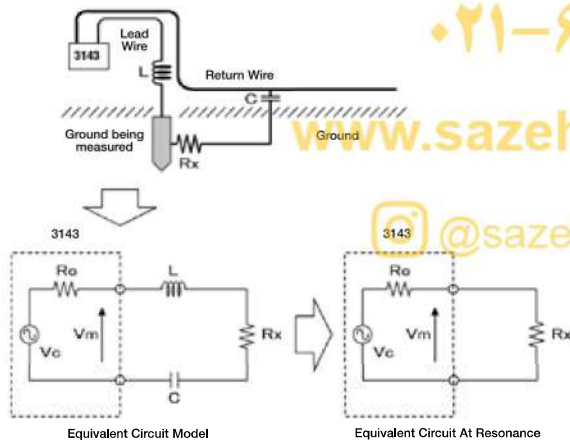 ۰۲۱-۶
3143
Lead
Wire
L
Return Wire
C
Ground being
measured
Rx
Ground
www.sazeh
3143
3143
@saze
Ro
L
Vc
Vm
Rx
C
Ro
Vc
Vm
Rx
Equivalent Circuit Model
Equivalent Circuit At Resonance